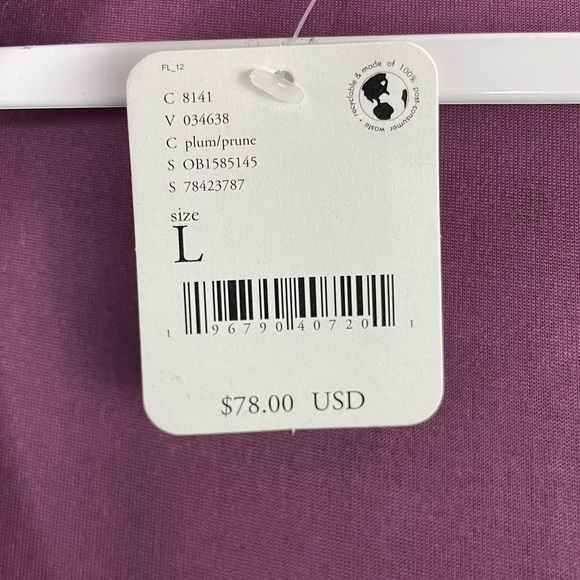 FL_12
recyclable & made of 100% post-consumer waste •
C 8141
V 034638
C plum/prune
S OB1585145
S 78423787
size
L
1 96790 40720 1
$78.00 USD